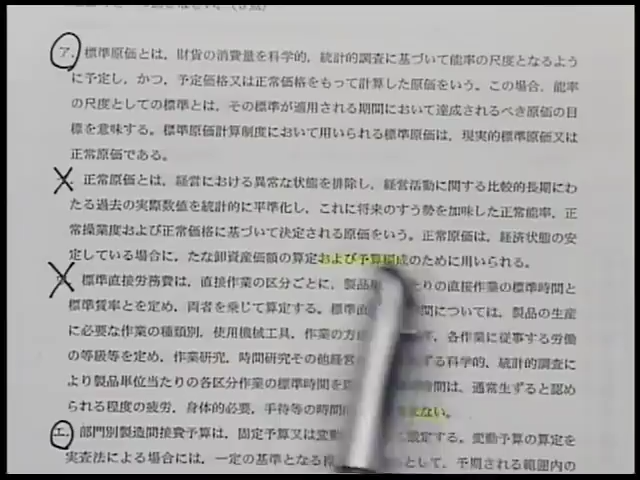 ア. 標準原価とは，財貨の消費量を科学的，統計的調査に基づいて能率の尺度となるよう
に予定し，かつ，予定価格又は正常価格をもって計算した原価をいう。この場合，能率
の尺度としての標準とは，その標準が適用される期間において達成されるべき原価の目
標を意味する。標準原価計算制度において用いられる標準原価は，現実的標準原価又は
正常原価である。
正常原価とは，経営における異常な状態を排除し，経営活動に関する比較的長期にわ
たる過去の実際数値を統計的に平準化し，これに将来のすう勢を加味した正常能率，正
常操業度および正常価格に基づいて決定される原価をいう。正常原価は，経済状態の安
定している場合に，たな卸資産価額の算定および予算編成のために用いられる。
標準直接労務費は，直接作業の区分ごとに，製品単 たりの直接作業の標準時間と
標準賃率とを定め，両者を乗じて算定する。標準直 間については，製品の生産
に必要な作業の種類別，使用機械工具，作業の方 各作業に従事する労働
の等級等を定め，作業研究，時間研究その他経営 する科学的，統計的調査に
より製品単位当たりの各区分作業の標準時間を 時間は，通常生ずると認め
られる程度の疲労，身体的必要，手待等の時間 ない。
エ. 部門別製造間接費予算は，固定予算又は変動 設定する。変動予算の算定を
実査法による場合には，一定の基準となる として，予期される範囲内の